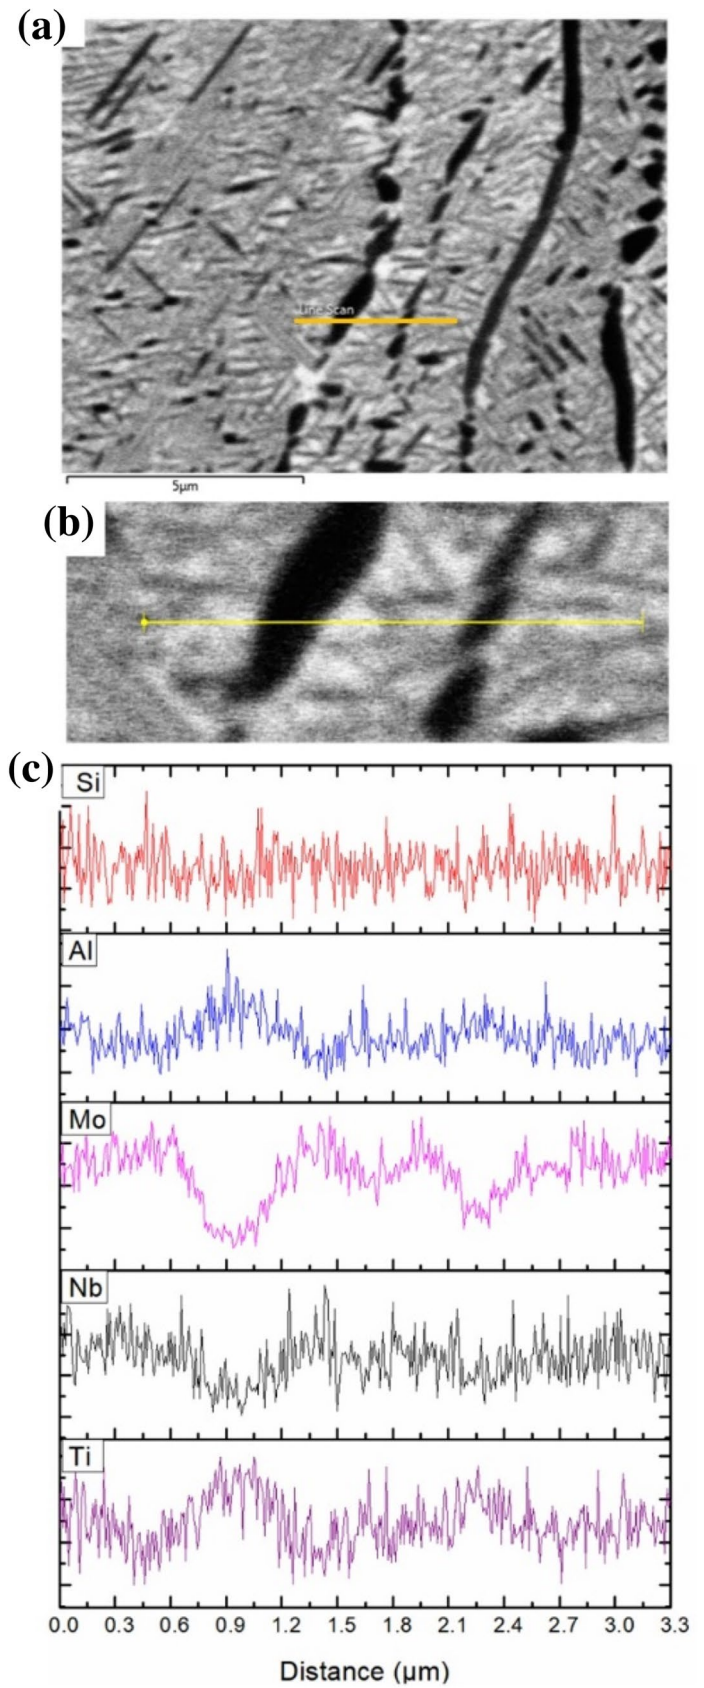 (a)
Line Scan
5μm
(b)
(c)
Si
Al
Mo
Nb
Ti
0.0 0.3 0.6 0.9 1.2 1.5 1.8 2.1 2.4 2.7 3.0 3.3
Distance (μm)